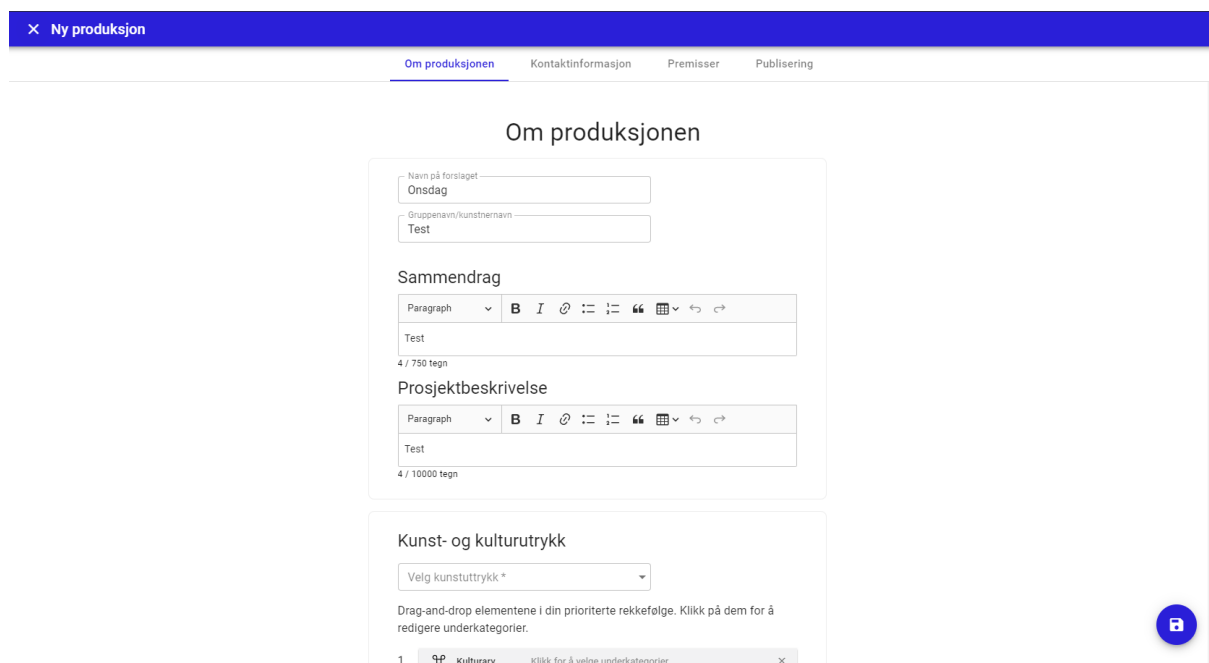 Ny produksjon
Om produksjonen Kontaktinformasjon Premisser Publisering
Om produksjonen
Navn på forslaget
Onsdag
Gruppenavn/kunstnernavn
Test
Sammendrag
Paragraph
Test
4 / 750 tegn
Prosjektbeskrivelse
Paragraph
Test
4 / 10000 tegn
Kunst- og kulturutrykk
Velg kunstuttrykk *
Drag-and-drop elementene i din prioriterte rekkefølge. Klikk på dem for å
redigere underkategorier.
1 Kulturarv Klikk for å velge underkategorier